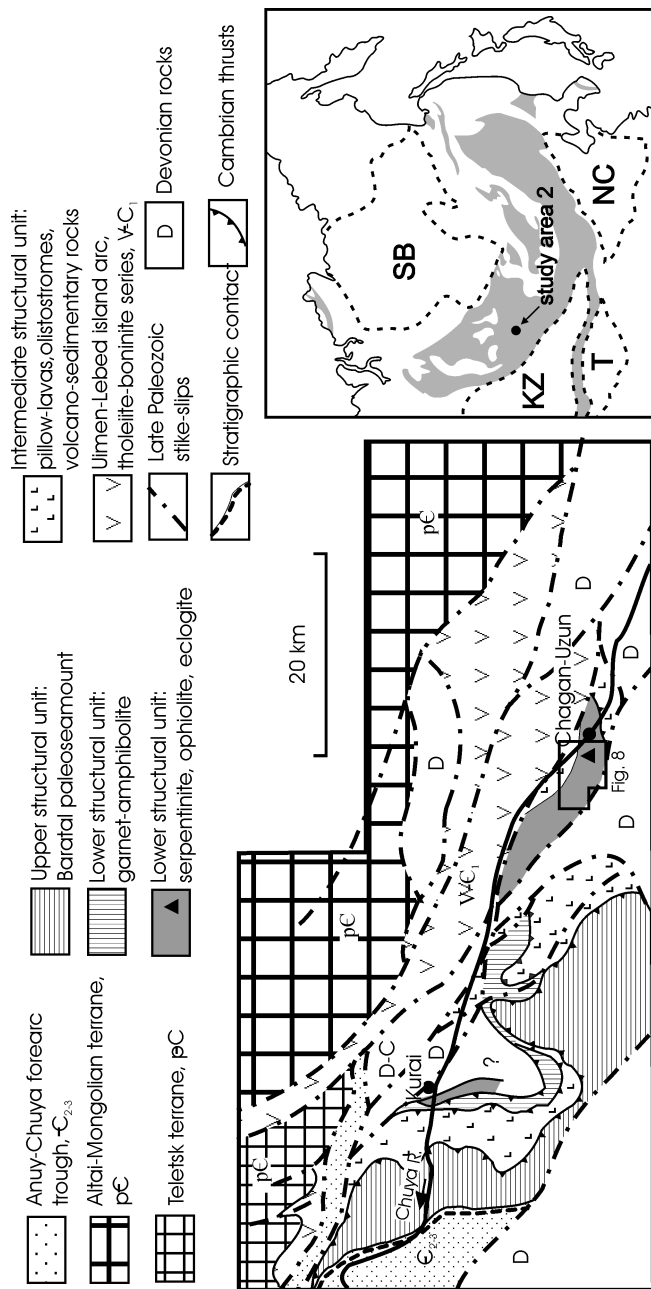 Anuy-Chuya forearc
trough, Є2-3
Altai-Mongolian terrane,
pЄ
Teletsk terrane, pC
Upper structural unit:
Baratal paleoseamount
Lower structural unit:
garnet-amphibolite
Lower structural unit:
serpentinite, ophiolite, eclogite
Intermediate structural unit:
pillow-lavas,olistostromes,
volcano-sedimentary rocks
Uimen-Lebed island arc,
tholeiite-boninite series, V-C1
Late Paleozoic
stike-slips
D
Devonian rocks
Stratigraphic contact
Cambrian thrusts
20 km
pЄ
pЄ
pЄ
D-C
D
D
Kurai
?
Chuya R.
Є2-3
D
V-Є1
Chagan-Uzun
Fig. 8
D
D
D
D
SB
KZ
T
NC
study area 2